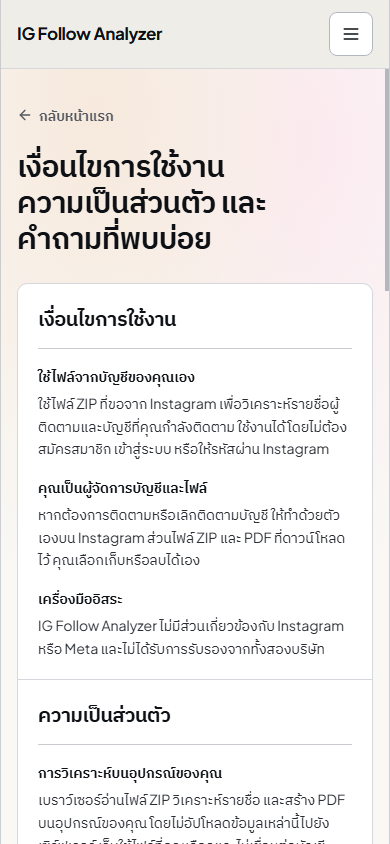 IG Follow Analyzer
← กลับหน้าแรก
เงื่อนไขการใช้งาน
ความเป็นส่วนตัว และ
คำถามที่พบบ่อย
เงื่อนไขการใช้งาน
ใช้ไฟล์จากบัญชีของคุณเอง
ใช้ไฟล์ ZIP ที่ขอจาก Instagram เพื่อวิเคราะห์รายชื่อผู้
ติดตามและบัญชีที่คุณกำลังติดตาม ใช้งานได้โดยไม่ต้อง
สมัครสมาชิก เข้าสู่ระบบ หรือให้รหัสผ่าน Instagram
คุณเป็นผู้จัดการบัญชีและไฟล์
หากต้องการติดตามหรือเลิกติดตามบัญชี ให้ทำด้วยตัว
เองบน Instagram ส่วนไฟล์ ZIP และ PDF ที่ดาวน์โหลด
ไว้ คุณเลือกเก็บหรือลบได้เอง
เครื่องมืออิสระ
IG Follow Analyzer ไม่มีส่วนเกี่ยวข้องกับ Instagram
หรือ Meta และไม่ได้รับการรับรองจากทั้งสองบริษัท
ความเป็นส่วนตัว
การวิเคราะห์บนอุปกรณ์ของคุณ
เบราว์เซอร์อ่านไฟล์ ZIP วิเคราะห์รายชื่อ และสร้าง PDF
บนอุปกรณ์ของคุณ โดยไม่อัปโหลดข้อมูลเหล่านี้ไปยัง